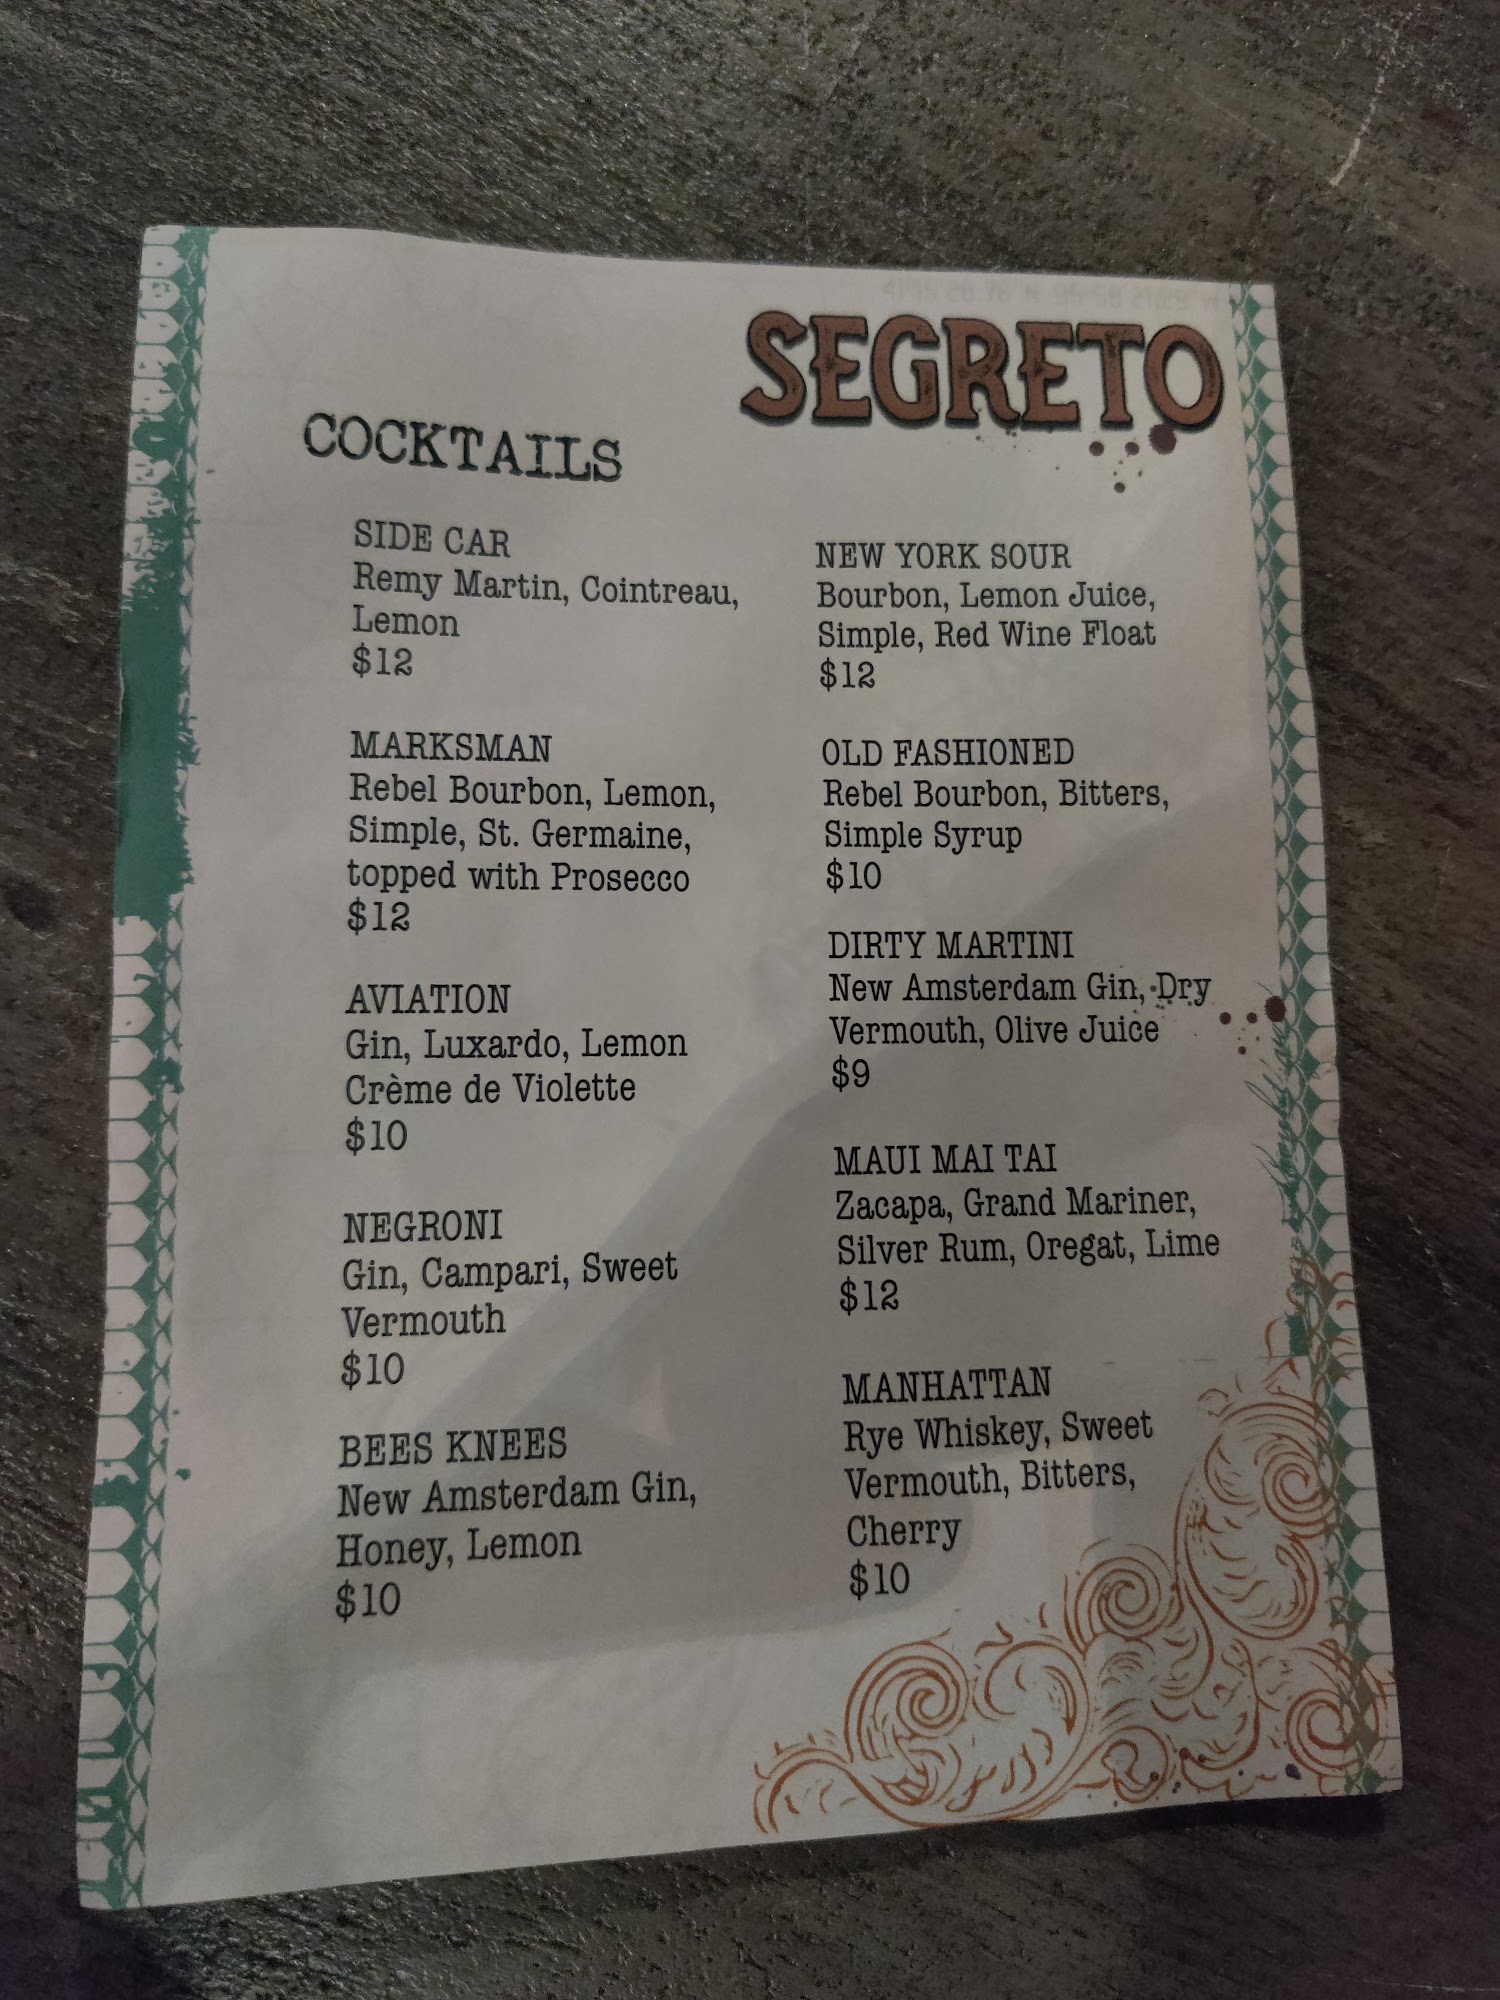 SEGRETO
COCKTAILS
SIDE CAR
Remy Martin, Cointreau,
Lemon
$12
MARKSMAN
Rebel Bourbon, Lemon,
Simple, St. Germaine,
topped with Prosecco
$12
AVIATION
Gin, Luxardo, Lemon
Crème de Violette
$10
NEGRONI
Gin, Campari, Sweet
Vermouth
$10
BEES KNEES
New Amsterdam Gin,
Honey, Lemon
$10
NEW YORK SOUR
Bourbon, Lemon Juice,
Simple, Red Wine Float
$12
OLD FASHIONED
Rebel Bourbon, Bitters,
Simple Syrup
$10
DIRTY MARTINI
New Amsterdam Gin, Dry
Vermouth, Olive Juice
$9
MAUI MAI TAI
Zacapa, Grand Mariner,
Silver Rum, Oregat, Lime
$12
MANHATTAN
Rye Whiskey, Sweet
Vermouth, Bitters,
Cherry
$10